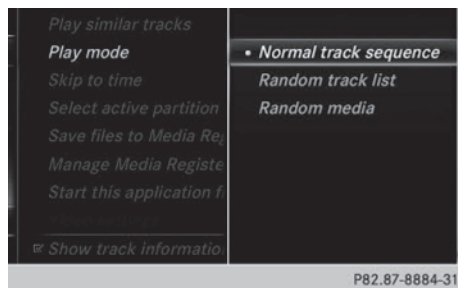 Play similar tracks
Play mode
Skip to time
Select active partition
Save files to Media Reg
Manage Media Registe
Start this application f
Show track informatio
• Normal track sequence
Random track list
Random media
P82.87-8884-31